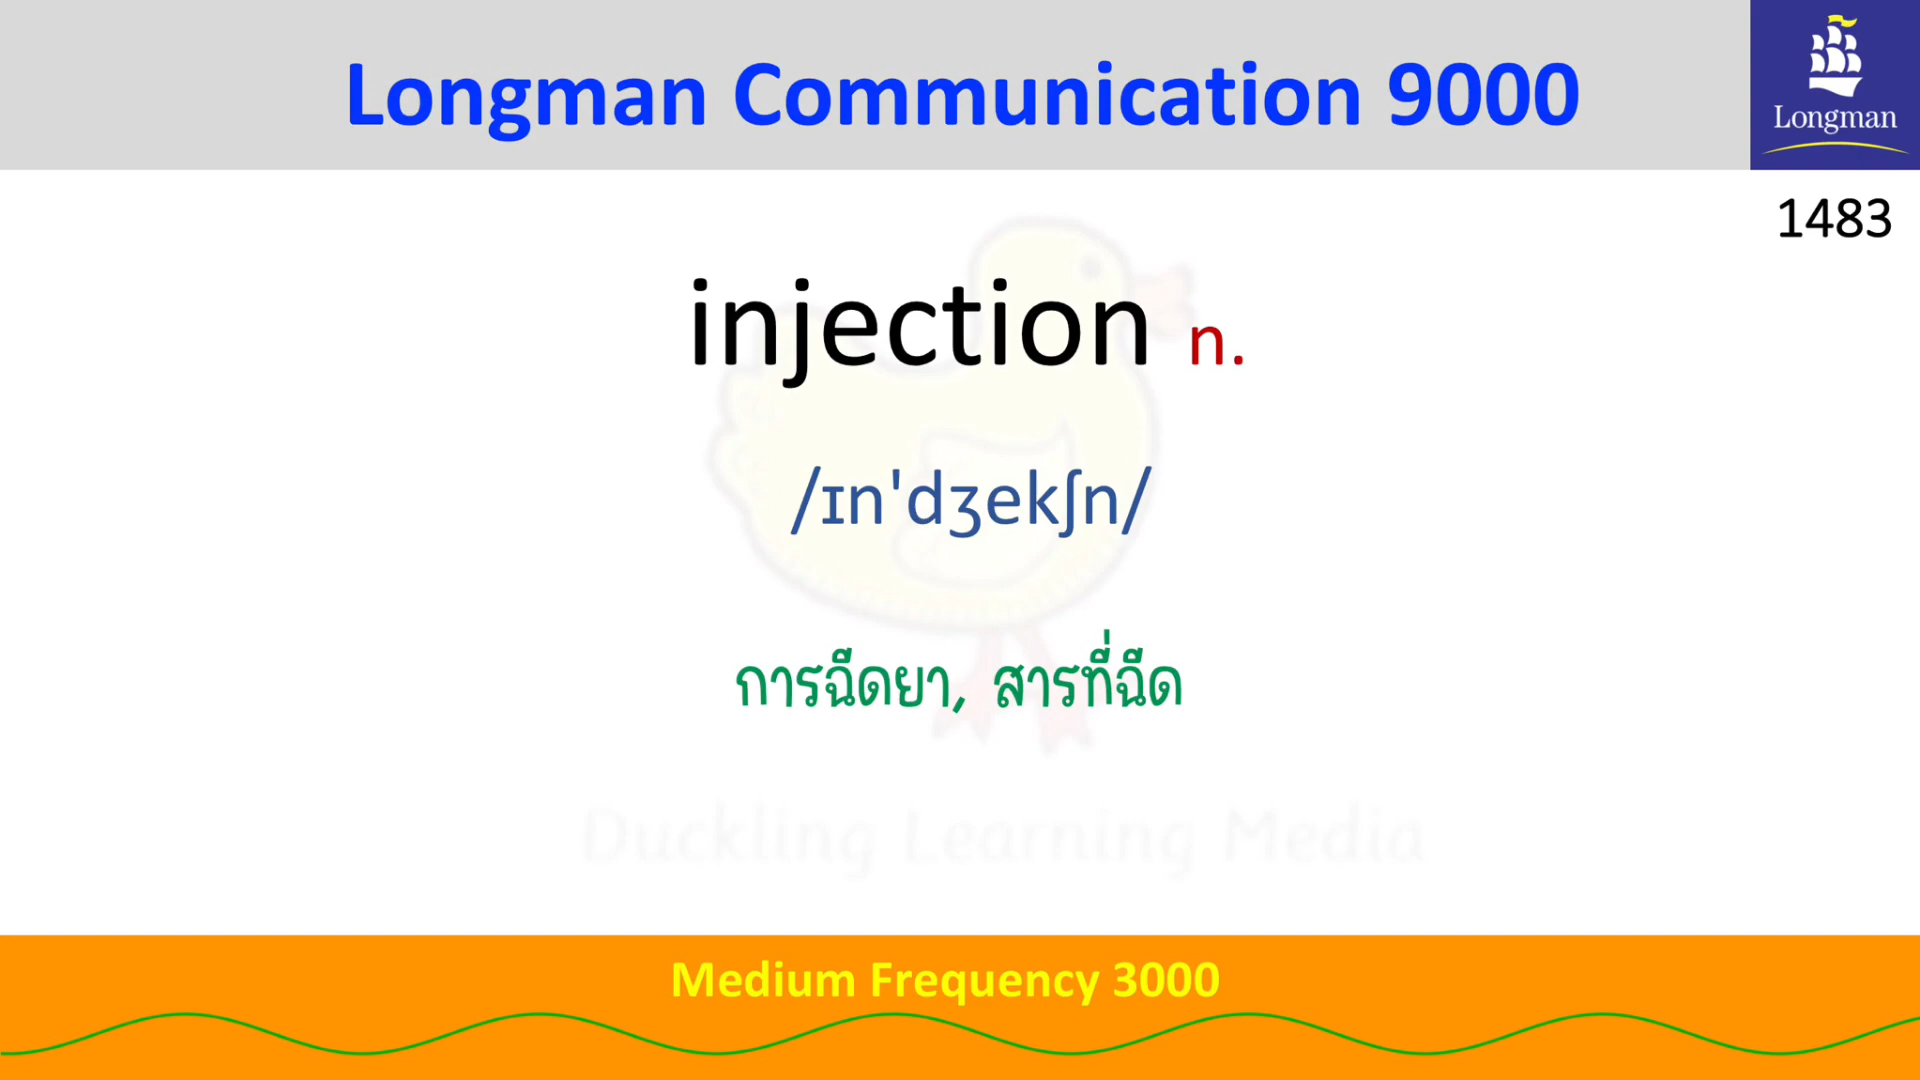 Longman Communication 9000
Longman
1483
injection n.
/ɪn'dʒekʃn/
การฉีดยา, สารที่ฉีด
Duckling Learning Media
Medium Frequency 3000